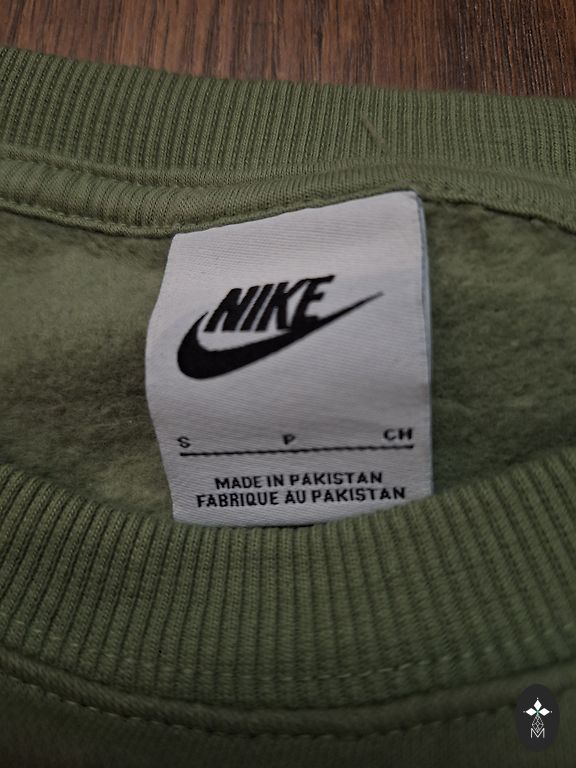 NIKE
S P CH
MADE IN PAKISTAN
FABRIQUE AU PAKISTAN
M